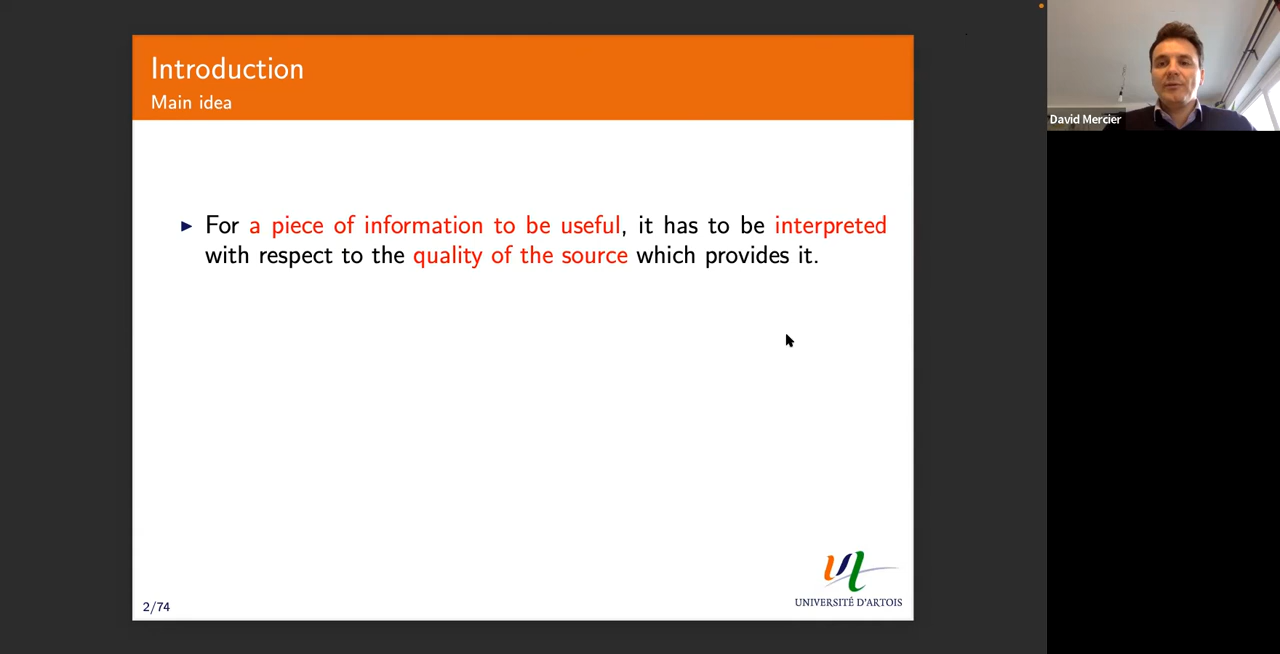 Introduction
Main idea
► For a piece of information to be useful, it has to be interpreted
with respect to the quality of the source which provides it.
2/74
UNIVERSITÉ D'ARTOIS
David Mercier